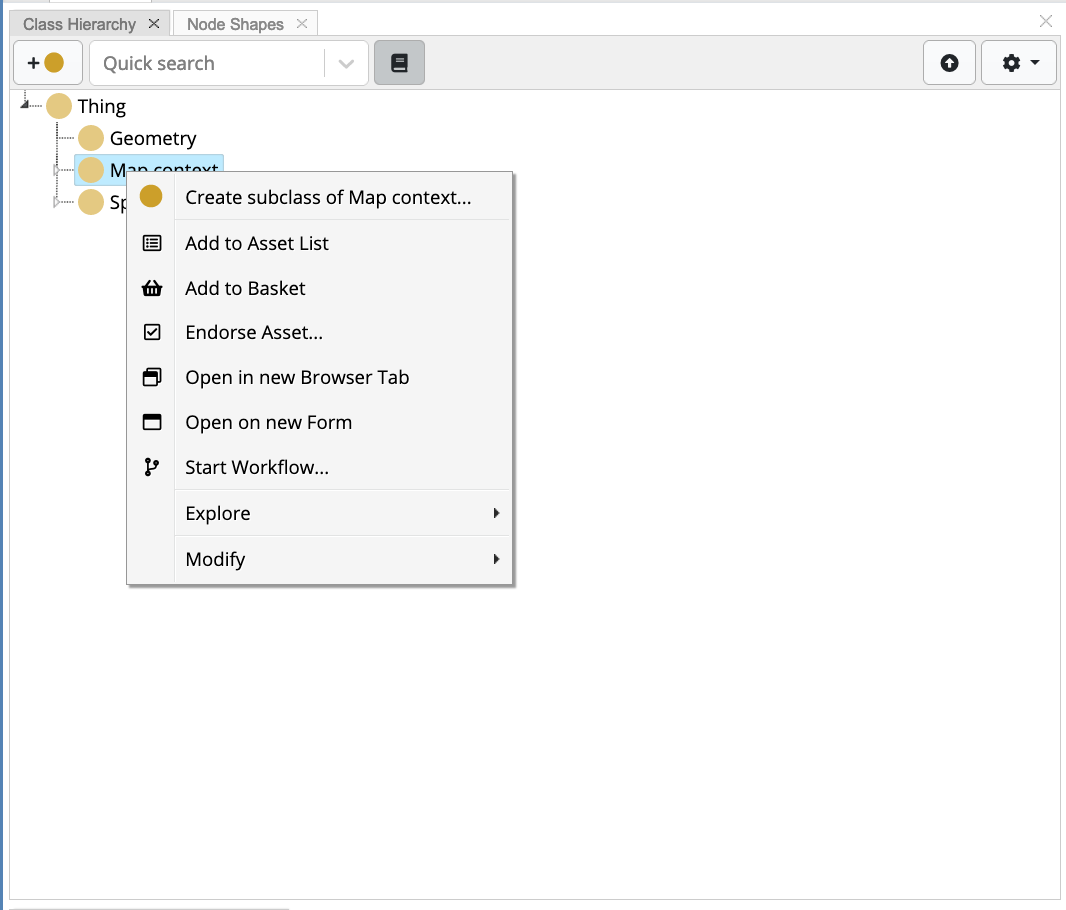 Class Hierarchy
Node Shapes
Quick search
Thing
Geometry
Map context
Create subclass of Map context...
Add to Asset List
Add to Basket
Endorse Asset...
Open in new Browser Tab
Open on new Form
Start Workflow...
Explore
Modify